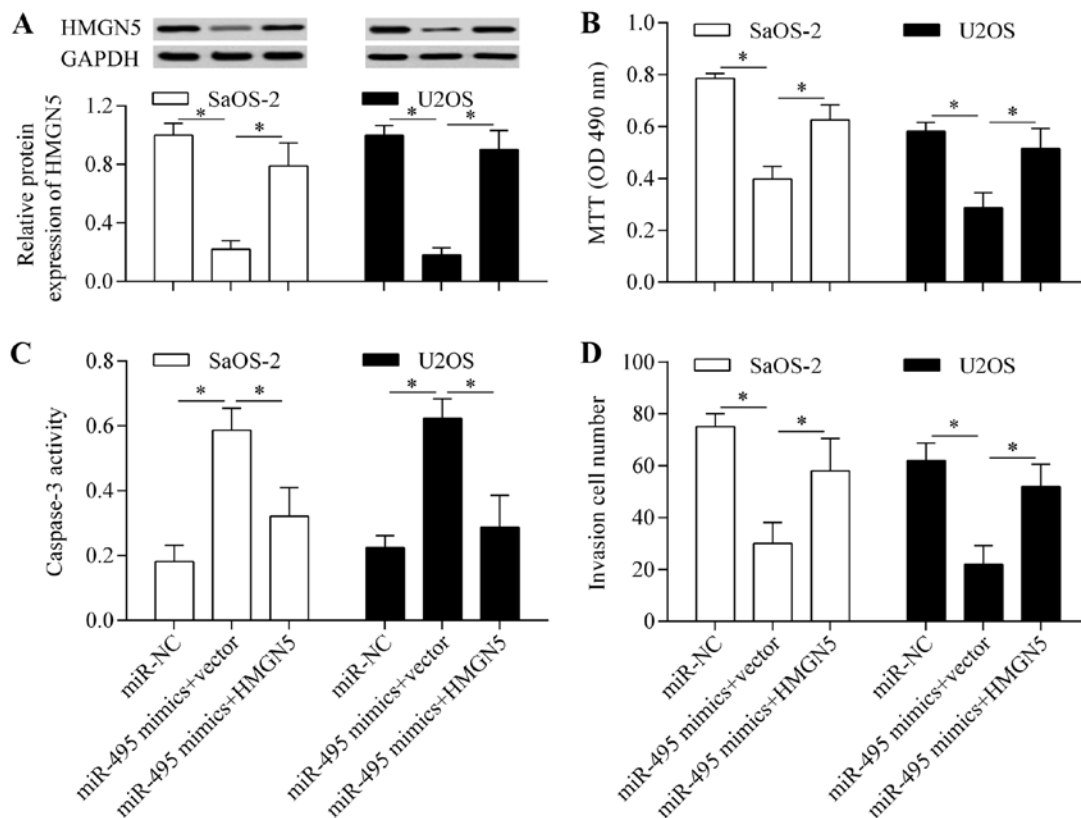 A
HMGN5
GAPDH
SaOS-2
U2OS
Relative protein
expression of HMGN5
1.2
0.8
0.4
0.0
* * * *
B
SaOS-2
U2OS
MTT (OD 490 nm)
0.8
0.6
0.4
0.2
0.0
* * * *
C
SaOS-2
U2OS
Caspase-3 activity
0.8
0.6
0.4
0.2
0.0
* * * *
miR-NC
miR-495 mimics+vector
miR-495 mimics+HMGN5
miR-NC
miR-495 mimics+vector
miR-495 mimics+HMGN5
D
SaOS-2
U2OS
Invasion cell number
100
80
60
40
20
0
* * * *
miR-NC
miR-495 mimics+vector
miR-495 mimics+HMGN5
miR-NC
miR-495 mimics+vector
miR-495 mimics+HMGN5